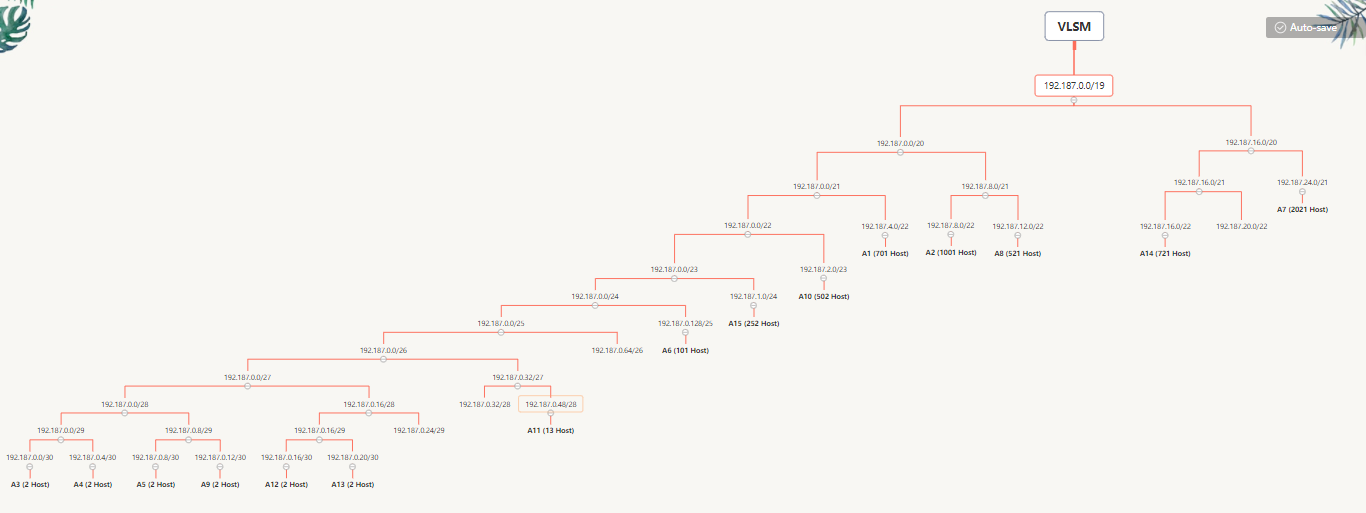 VLSM
Auto-save
192.187.0.0/19
192.187.0.0/20
192.187.16.0/20
192.187.0.0/21
192.187.8.0/21
192.187.16.0/21
192.187.24.0/21
A7 (2021 Host)
192.187.0.0/22
192.187.4.0/22
192.187.8.0/22
192.187.12.0/22
192.187.16.0/22
192.187.20.0/22
A1 (701 Host)
A2 (1001 Host)
A8 (521 Host)
A14 (721 Host)
192.187.0.0/23
192.187.2.0/23
A10 (502 Host)
192.187.0.0/24
192.187.1.0/24
A15 (252 Host)
192.187.0.0/25
192.187.0.128/25
A6 (101 Host)
192.187.0.0/26
192.187.0.64/26
192.187.0.0/27
192.187.0.32/27
192.187.0.0/28
192.187.0.16/28
192.187.0.32/28
192.187.0.48/28
A11 (13 Host)
192.187.0.0/29
192.187.0.8/29
192.187.0.16/29
192.187.0.24/29
192.187.0.0/30
192.187.0.4/30
192.187.0.8/30
192.187.0.12/30
192.187.0.16/30
192.187.0.20/30
A3 (2 Host)
A4 (2 Host)
A5 (2 Host)
A9 (2 Host)
A12 (2 Host)
A13 (2 Host)